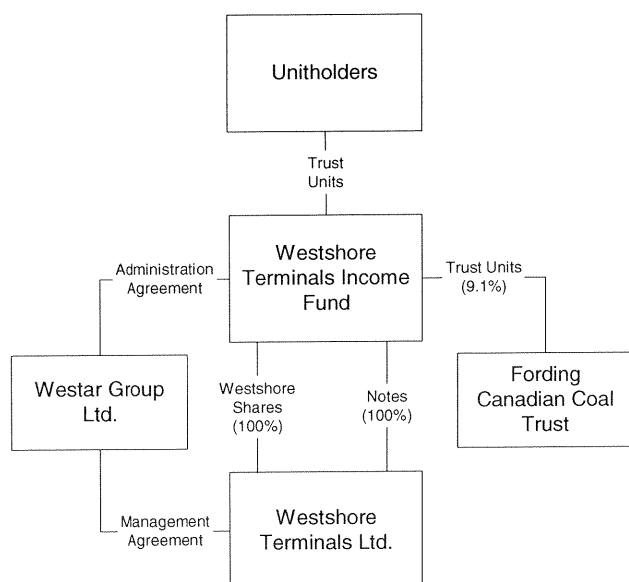 Unitholders
Trust
Units
Westshore
Terminals Income
Fund
Administration
Agreement
Trust Units
(9.1%)
Westar Group
Ltd.
Westshore
Shares
(100%)
Notes
(100%)
Fording
Canadian Coal
Trust
Management
Agreement
Westshore
Terminals Ltd.